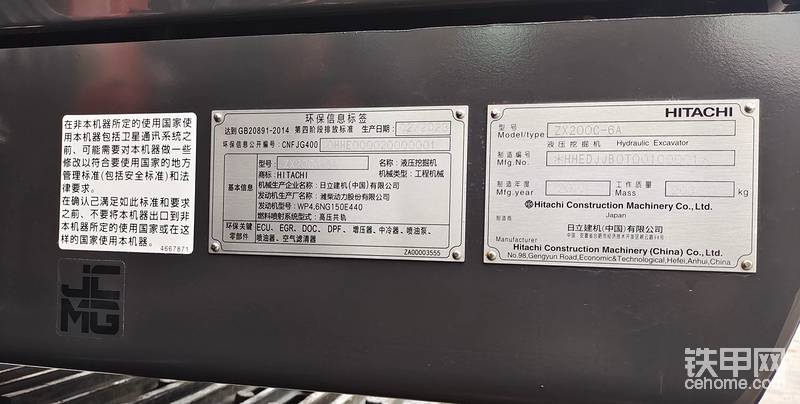 在非本机器所定的使用国家使
用本机器包括卫星通讯系统之
前,可能需要对本机器做一些
修改以符合要使用国家的地方
管理标准(包括安全标准)和法
律要求。
在确认已满足如此标准和要求
之前,不要将本机器出口到非
本机器所定的使用国家或在这
样的国家使用本机器。
4667871
JCMG
环保信息标签
达到GB20891-2014 第四阶段排放标准 生产日期:
环保信息公开编号:CNFJG400
基本信息
型号: 名称:液压挖掘机
商标:HITACHI 机械类型:工程机械
机械生产企业名称:日立建机(中国)有限公司
发动机厂商名称:潍柴动力股份有限公司
发动机型号:WP4.6NG150E440
燃料喷射系统型式:高压共轨
环保关键
零部件
ECU、EGR、DOC、DPF、增压器、中冷器、喷油泵、
喷油器、空气滤清器
ZA00003555
HITACHI
型号
Model/type ZX200C-6A
液压挖掘机 Hydraulic Excavator
制造编号
Mfg.No.
制造年度 工作质量
Mfg.year Mass kg
制造商
Hitachi Construction Machinery Co.,Ltd.
Japan
日立建机(中国)有限公司
Manufacturer Hitachi Construction Machinery (China) Co.,Ltd.
No.98,Gengyun Road,Economic&Technological,Hefei,Anhui,China
铁甲网
cehome.com